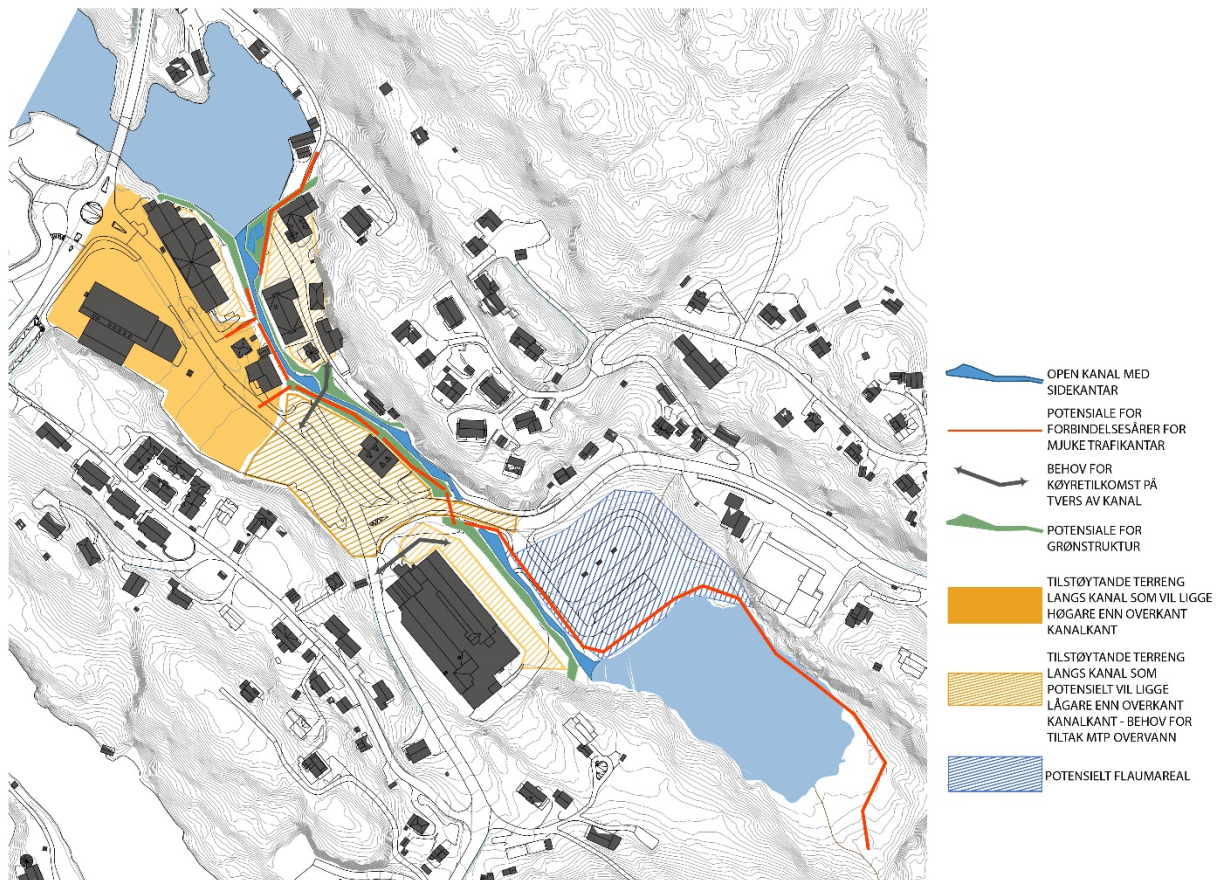 OPEN KANAL MED
SIDEKANTAR
POTENSIALE FOR
FORBINDELSESÅRER FOR
MJUKE TRAFIKANTAR
BEHOV FOR
KØYRETILKOMST PÅ
TVERS AV KANAL
POTENSIALE FOR
GRØNSTRUKTUR
TILSTØYTANDE TERRENG
LANGS KANAL SOM VIL LIGGE
HØGARE ENN OVERKANT
KANALKANT
TILSTØYTANDE TERRENG
LANGS KANAL SOM
POTENSIELT VIL LIGGE
LÅGARE ENN OVERKANT
KANALKANT - BEHOV FOR
TILTAK MTP OVERVANN
POTENSIELT FLAUMAREAL